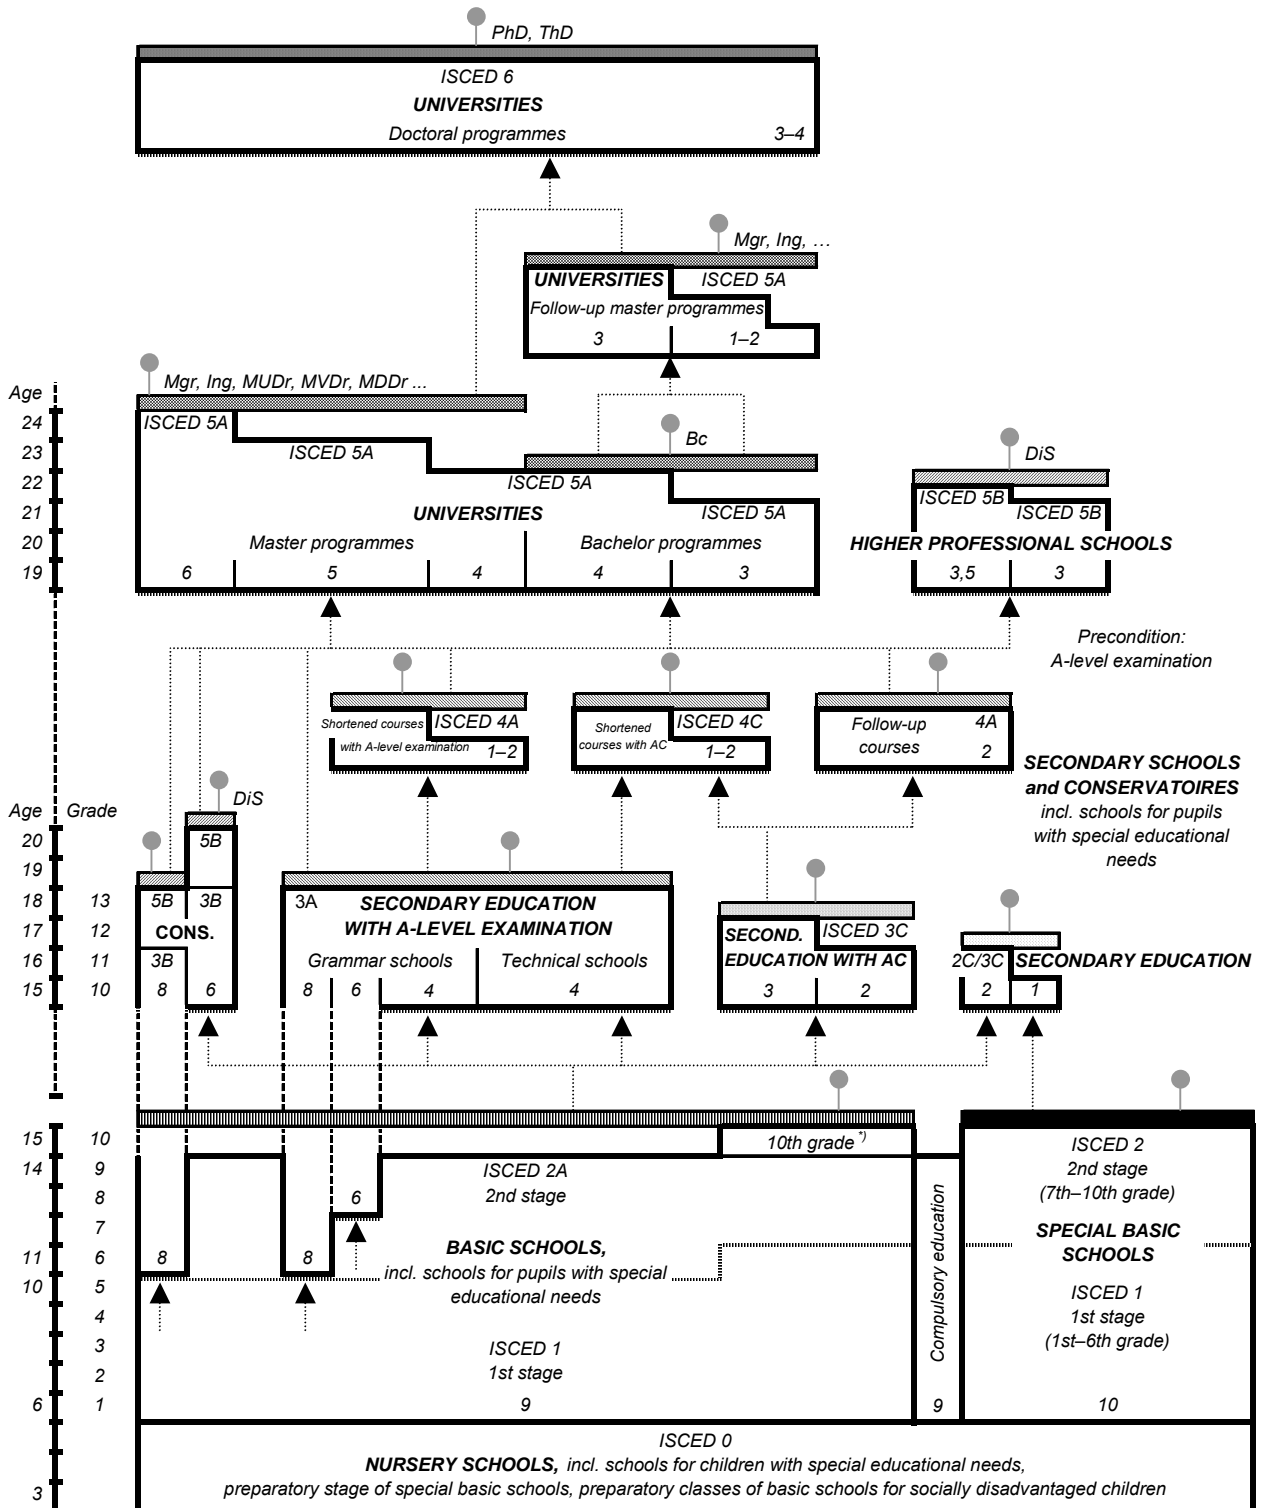 PhD, ThD
ISCED 6
UNIVERSITIES
Doctoral programmes 3–4
Mgr, Ing, …
UNIVERSITIES ISCED 5A
Follow-up master programmes
3 1–2
Mgr, Ing, MUDr, MVDr, MDDr ...
Age
24 ISCED 5A
Bc
23 ISCED 5A
DiS
22 ISCED 5A
ISCED 5B
21 UNIVERSITIES ISCED 5A
ISCED 5B
20 Master programmes Bachelor programmes
HIGHER PROFESSIONAL SCHOOLS
19 6 5 4 4 3 3,5 3
Precondition:
A-level examination
Shortened courses ISCED 4A
with A-level examination 1–2
Shortened ISCED 4C
courses with AC 1–2
Follow-up 4A
courses 2
SECONDARY SCHOOLS
and CONSERVATOIRES
incl. schools for pupils
with special educational
needs
DiS
Age Grade
20 5B
19
18 13 5B 3B 3A SECONDARY EDUCATION
17 12 CONS. WITH A-LEVEL EXAMINATION
SECOND. ISCED 3C
16 11 3B Grammar schools Technical schools
EDUCATION WITH AC
2C/3C SECONDARY EDUCATION
15 10 8 6 8 6 4 4 3 2 2 1
15 10 10th grade *)
14 9 ISCED 2A
8 6 2nd stage
7
11 6 8 8 BASIC SCHOOLS,
10 5 incl. schools for pupils with special
educational needs
4
3 ISCED 1
2 1st stage
6 1 9
Compulsory education
9
ISCED 2
2nd stage
(7th–10th grade)
SPECIAL BASIC
SCHOOLS
ISCED 1
1st stage
(1st–6th grade)
10
ISCED 0
NURSERY SCHOOLS, incl. schools for children with special educational needs,
3 preparatory stage of special basic schools, preparatory classes of basic schools for socially disadvantaged children